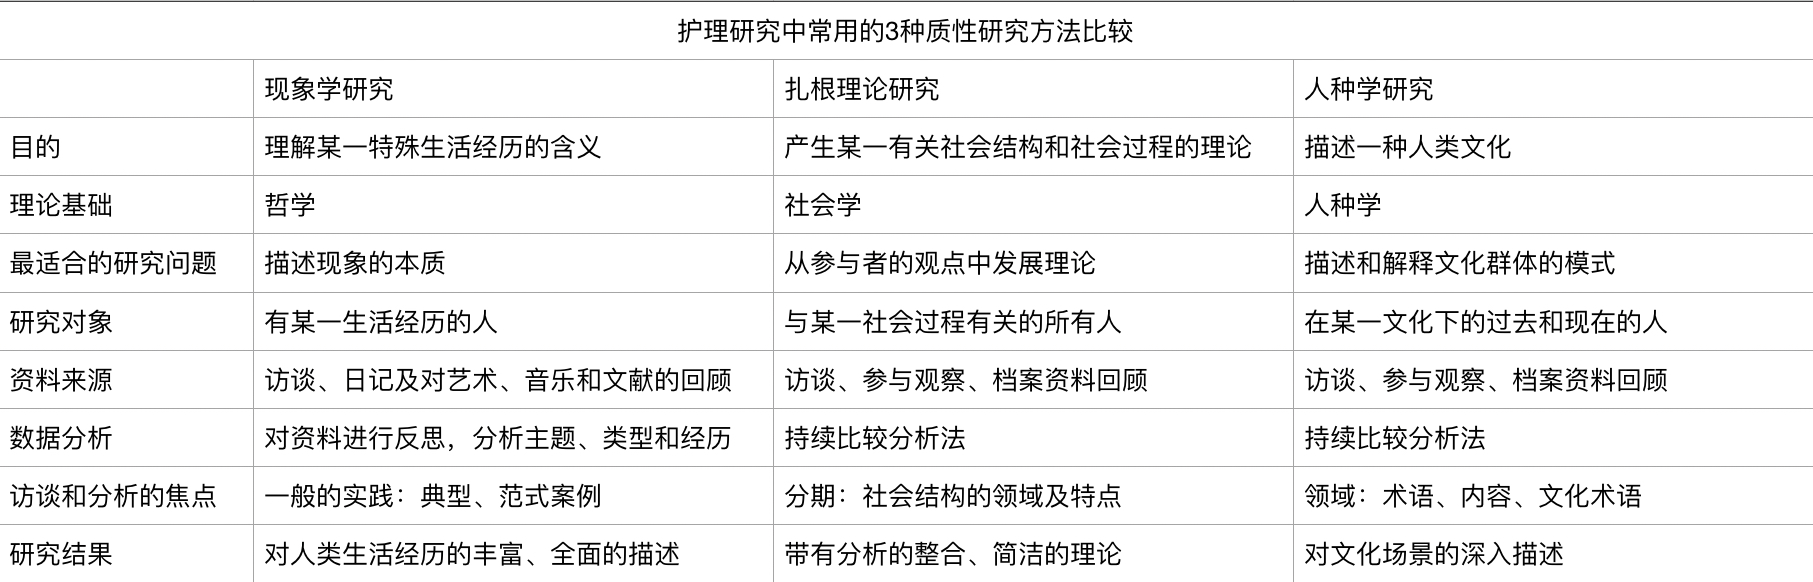 护理研究中常用的3种质性研究方法比较
现象学研究 扎根理论研究 人种学研究
目的 理解某一特殊生活经历的含义 产生某一有关社会结构和社会过程的理论 描述一种人类文化
理论基础 哲学 社会学 人种学
最适合的研究问题 描述现象的本质 从参与者的观点中发展理论 描述和解释文化群体的模式
研究对象 有某一生活经历的人 与某一社会过程有关的所有人 在某一文化下的过去和现在的人
资料来源 访谈、日记及对艺术、音乐和文献的回顾 访谈、参与观察、档案资料回顾 访谈、参与观察、档案资料回顾
数据分析 对资料进行反思，分析主题、类型和经历 持续比较分析法 持续比较分析法
访谈和分析的焦点 一般的实践：典型、范式案例 分期：社会结构的领域及特点 领域：术语、内容、文化术语
研究结果 对人类生活经历的丰富、全面的描述 带有分析的整合、简洁的理论 对文化场景的深入描述